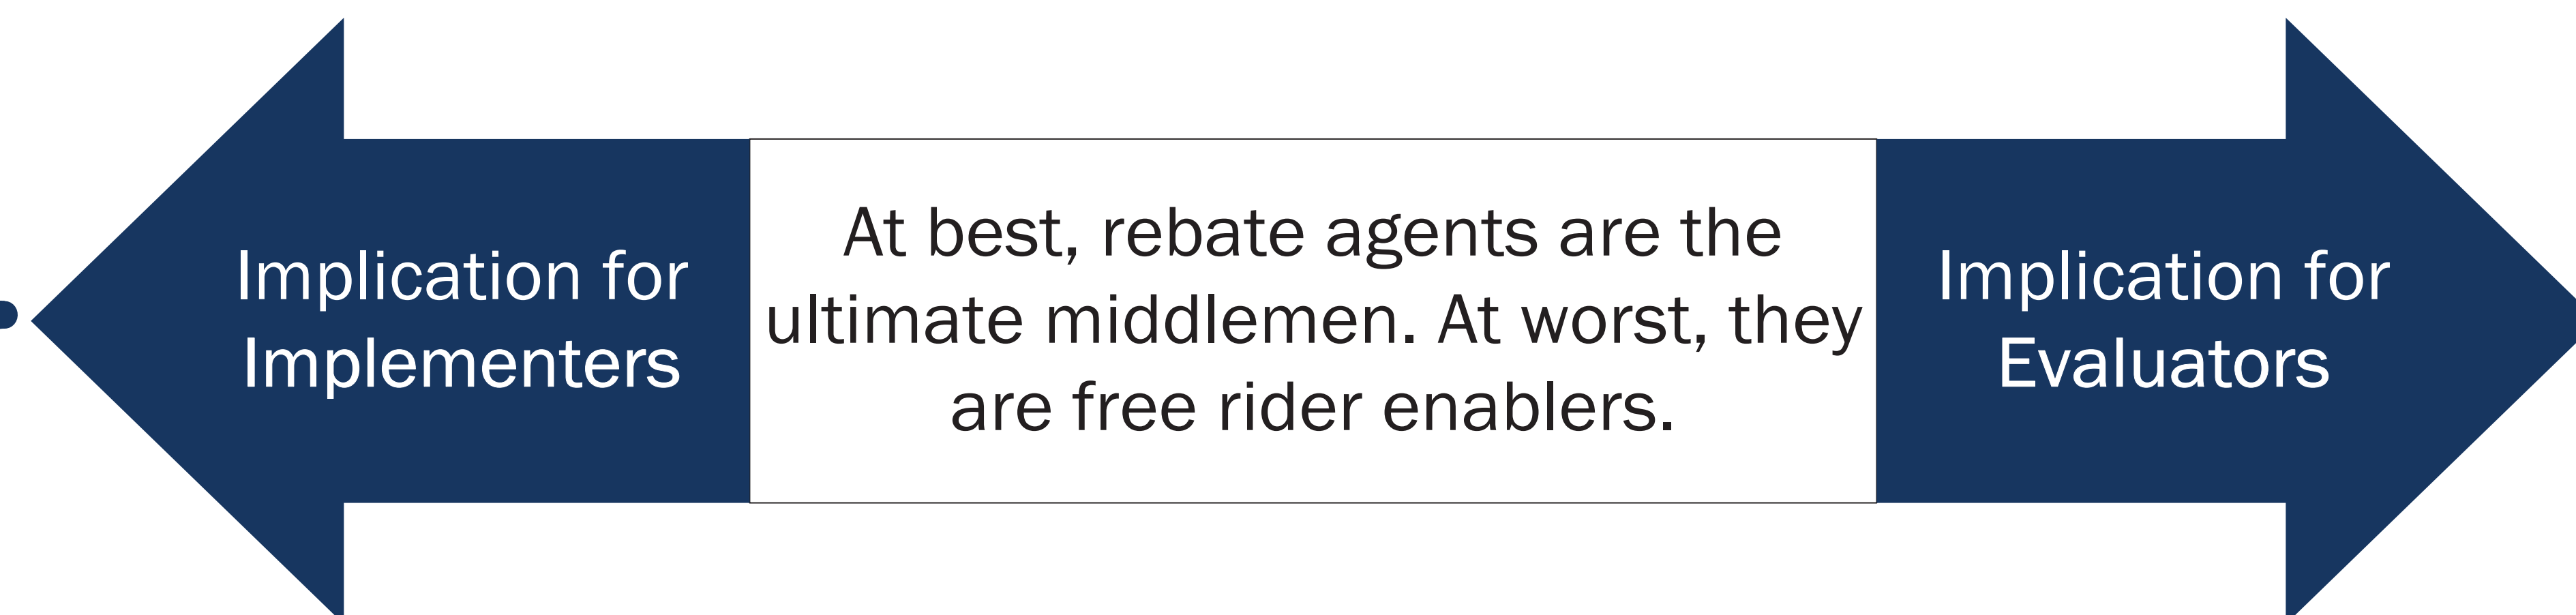 Implication for
Implementers
At best, rebate agents are the
ultimate middlemen. At worst, they
are free rider enablers.
Implication for
Evaluators